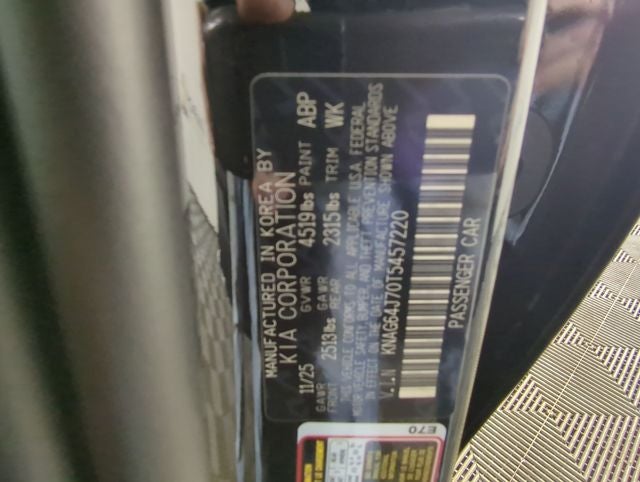 MANUFACTURED IN KOREA BY
KIA CORPORATION
11/25 GVWR 4519lbs PAINT ABP
GAWR FRONT 2513lbs GAWR REAR 2315lbs TRIM WK
THIS VEHICLE CONFORMS TO ALL APPLICABLE U.S.A. FEDERAL
MOTOR VEHICLE SAFETY, BUMPER, AND THEFT PREVENTION STANDARDS
IN EFFECT ON THE DATE OF MANUFACTURE SHOWN ABOVE
V.I.N KNAG64J70T5457220
PASSENGER CAR
E70